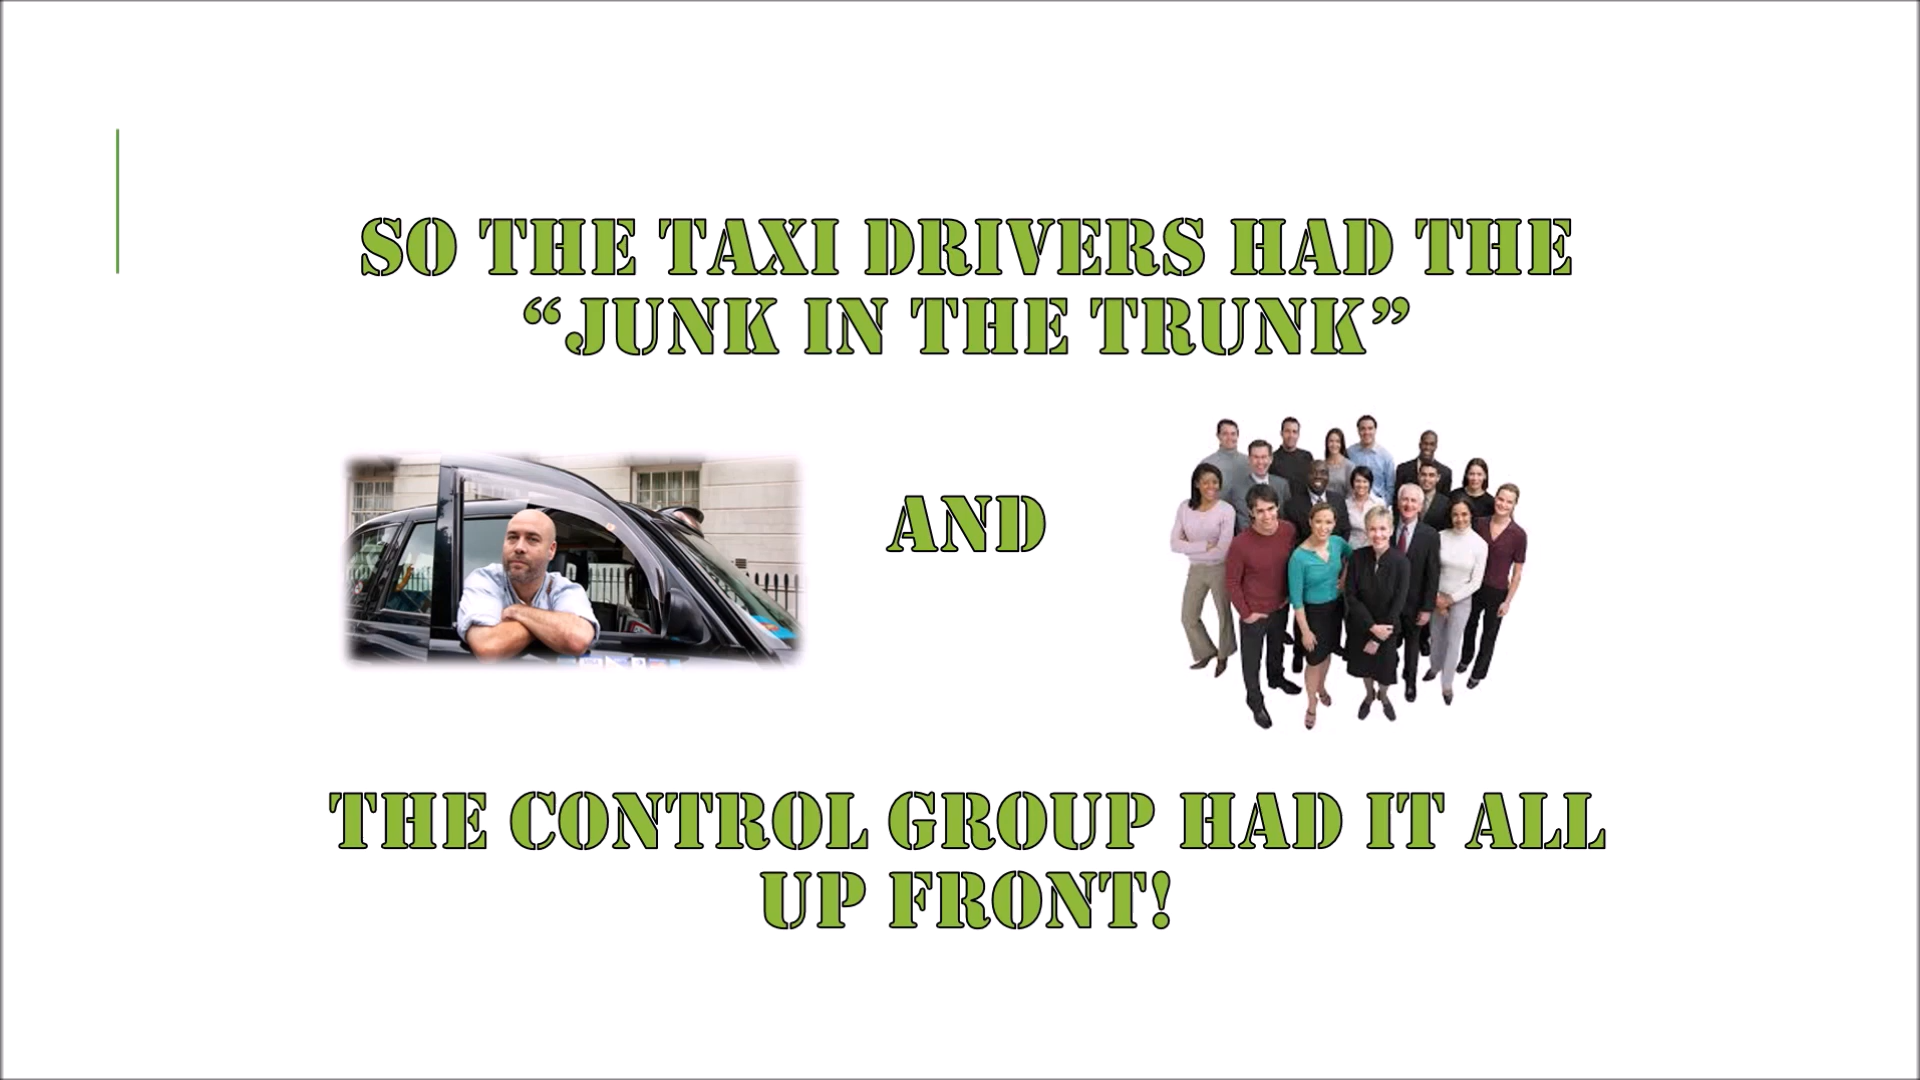 SO THE TAXI DRIVERS HAD THE
“JUNK IN THE TRUNK”
AND
THE CONTROL GROUP HAD IT ALL
UP FRONT!